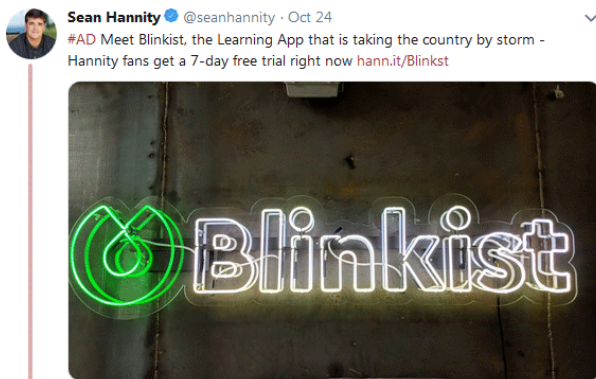 Sean Hannity @seanhannity · Oct 24
#AD Meet Blinkist, the Learning App that is taking the country by storm -
Hannity fans get a 7-day free trial right now hann.it/Blinkst
Blinkist